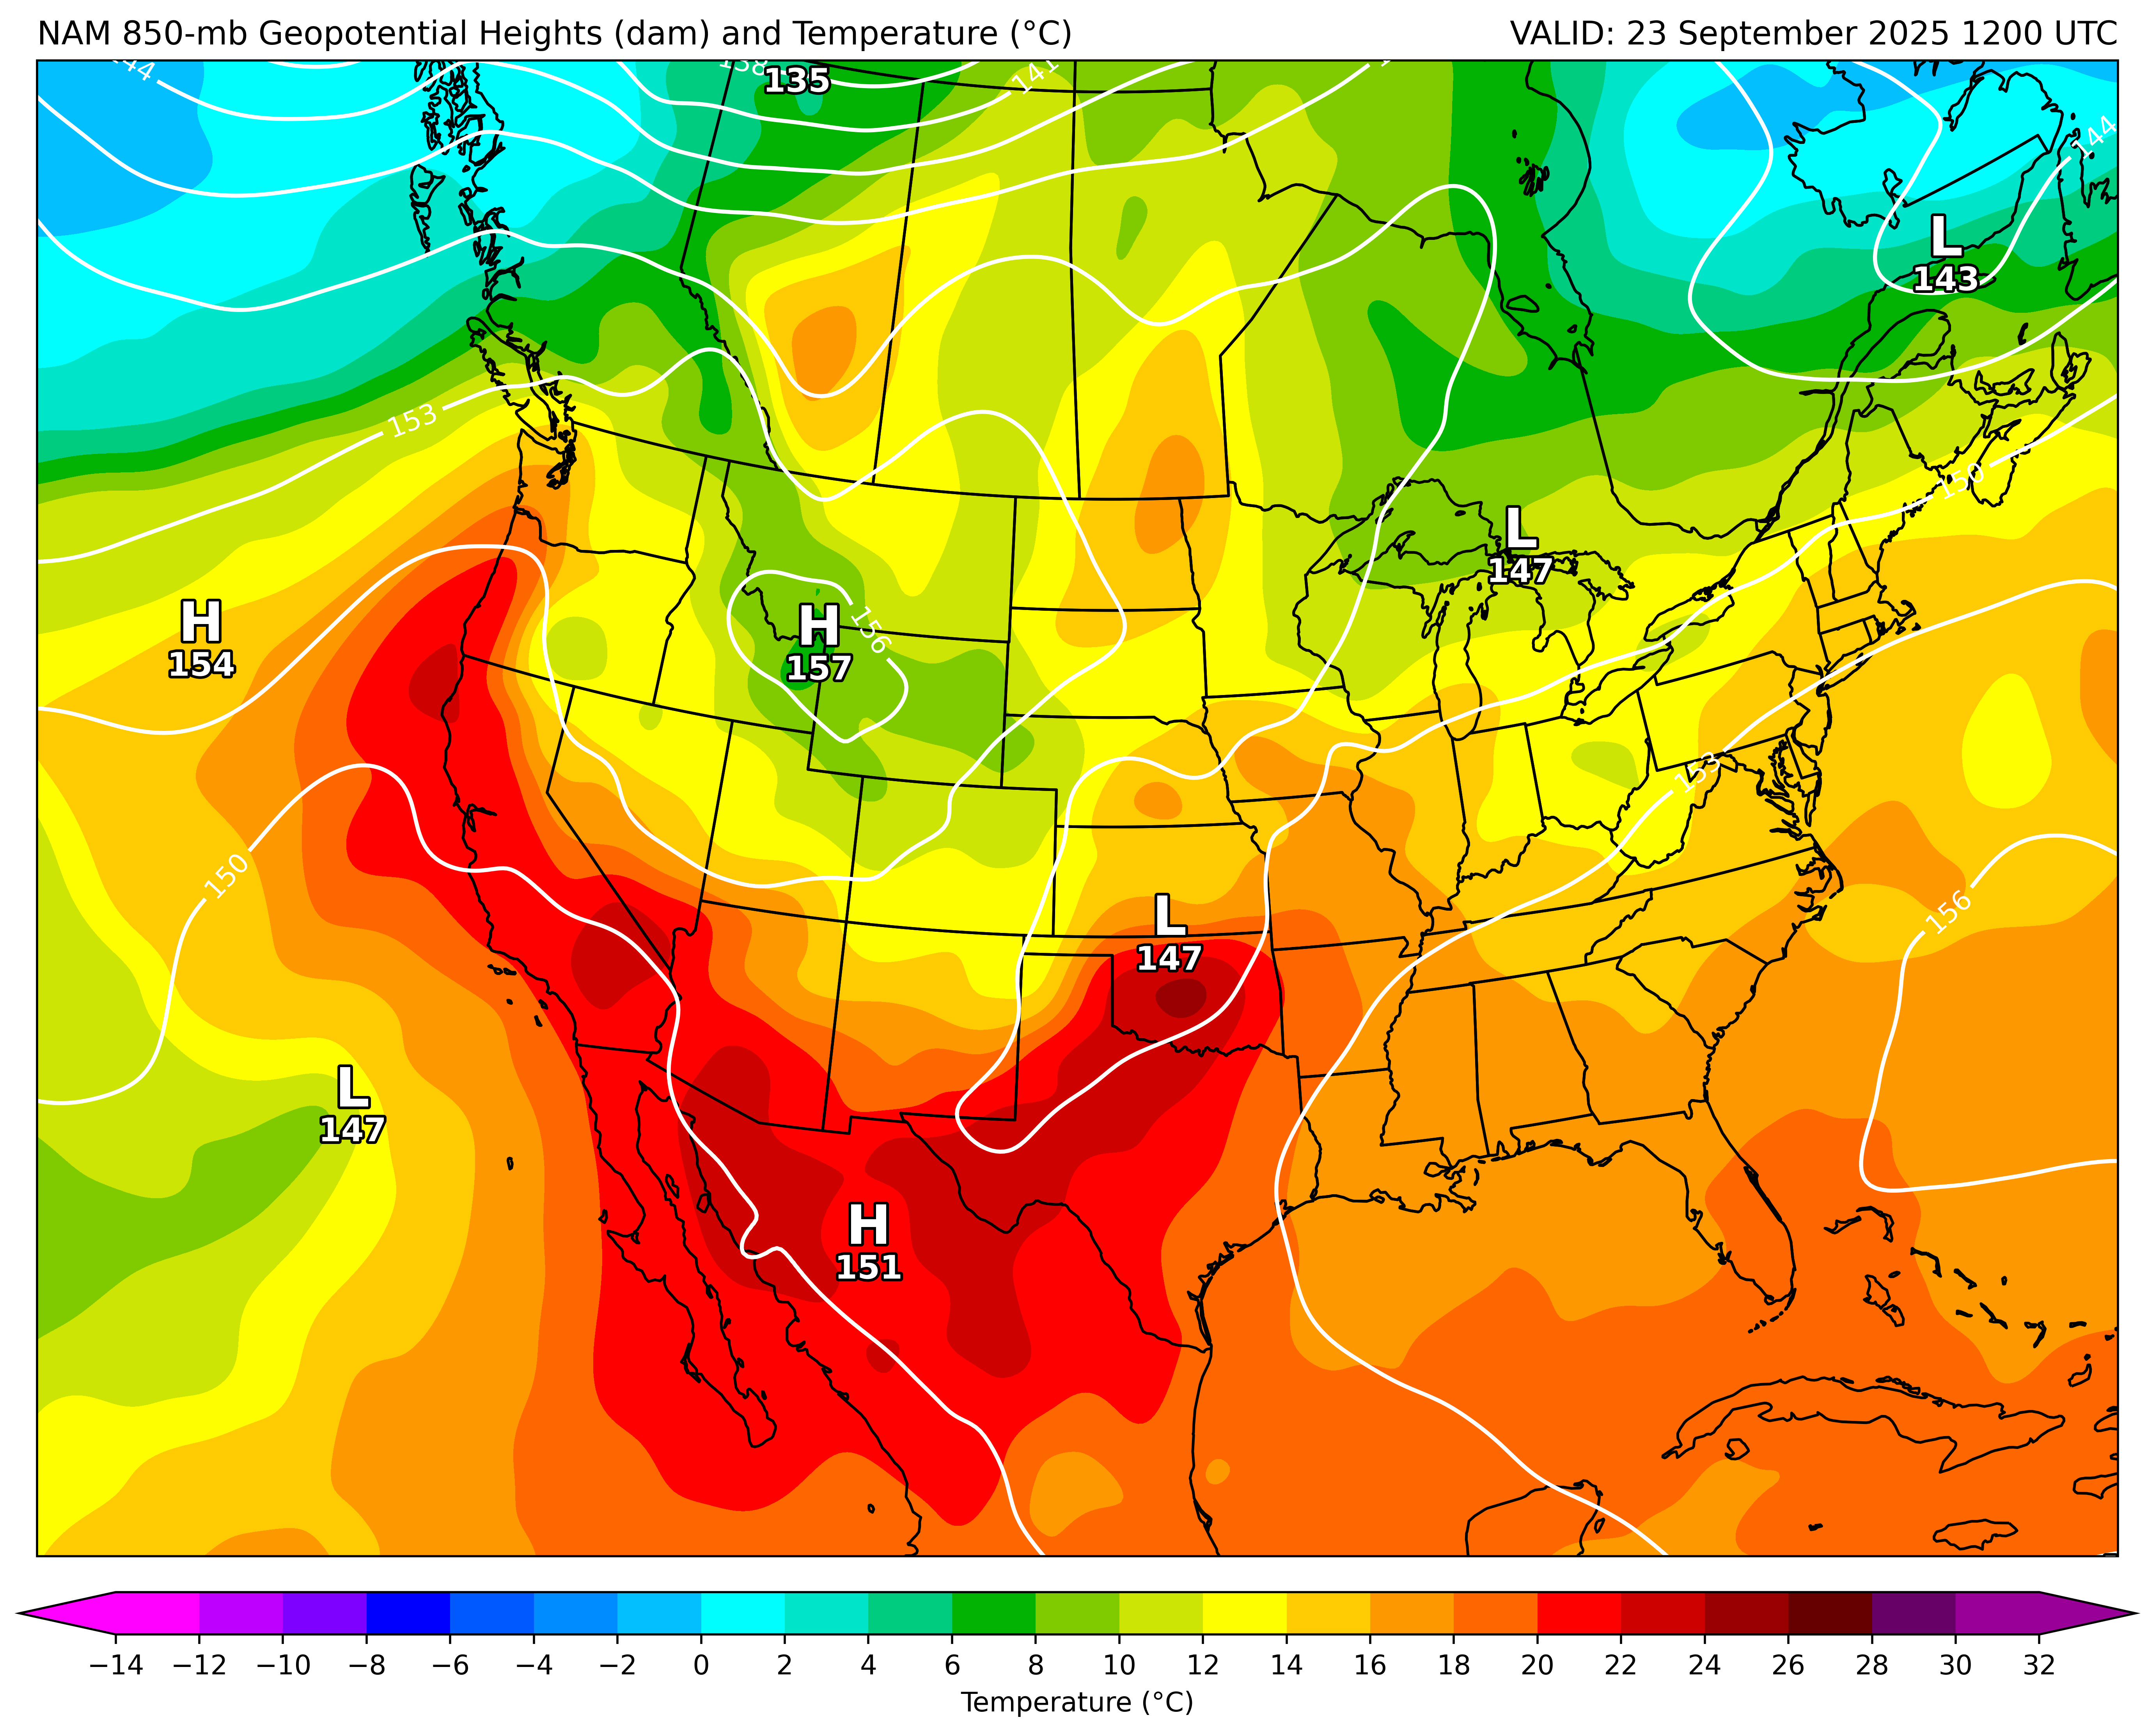 NAM 850-mb Geopotential Heights (dam) and Temperature (°C)
VALID: 23 September 2025 1200 UTC
135
141
144
L
143
153
150
L
147
H
154
H
157
156
153
150
L
147
156
L
147
H
151
−14 −12 −10 −8 −6 −4 −2 0 2 4 6 8 10 12 14 16 18 20 22 24 26 28 30 32
Temperature (°C)